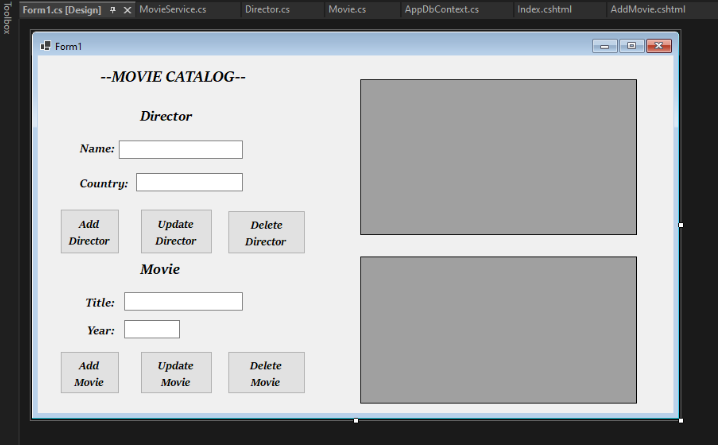 Form1.cs [Design]
MovieService.cs
Director.cs
Movie.cs
AppDbContext.cs
Index.cshtml
AddMovie.cshtml
Toolbox
Form1
--MOVIE CATALOG--
Director
Name:
Country:
Add
Director
Update
Director
Delete
Director
Movie
Title:
Year:
Add
Movie
Update
Movie
Delete
Movie